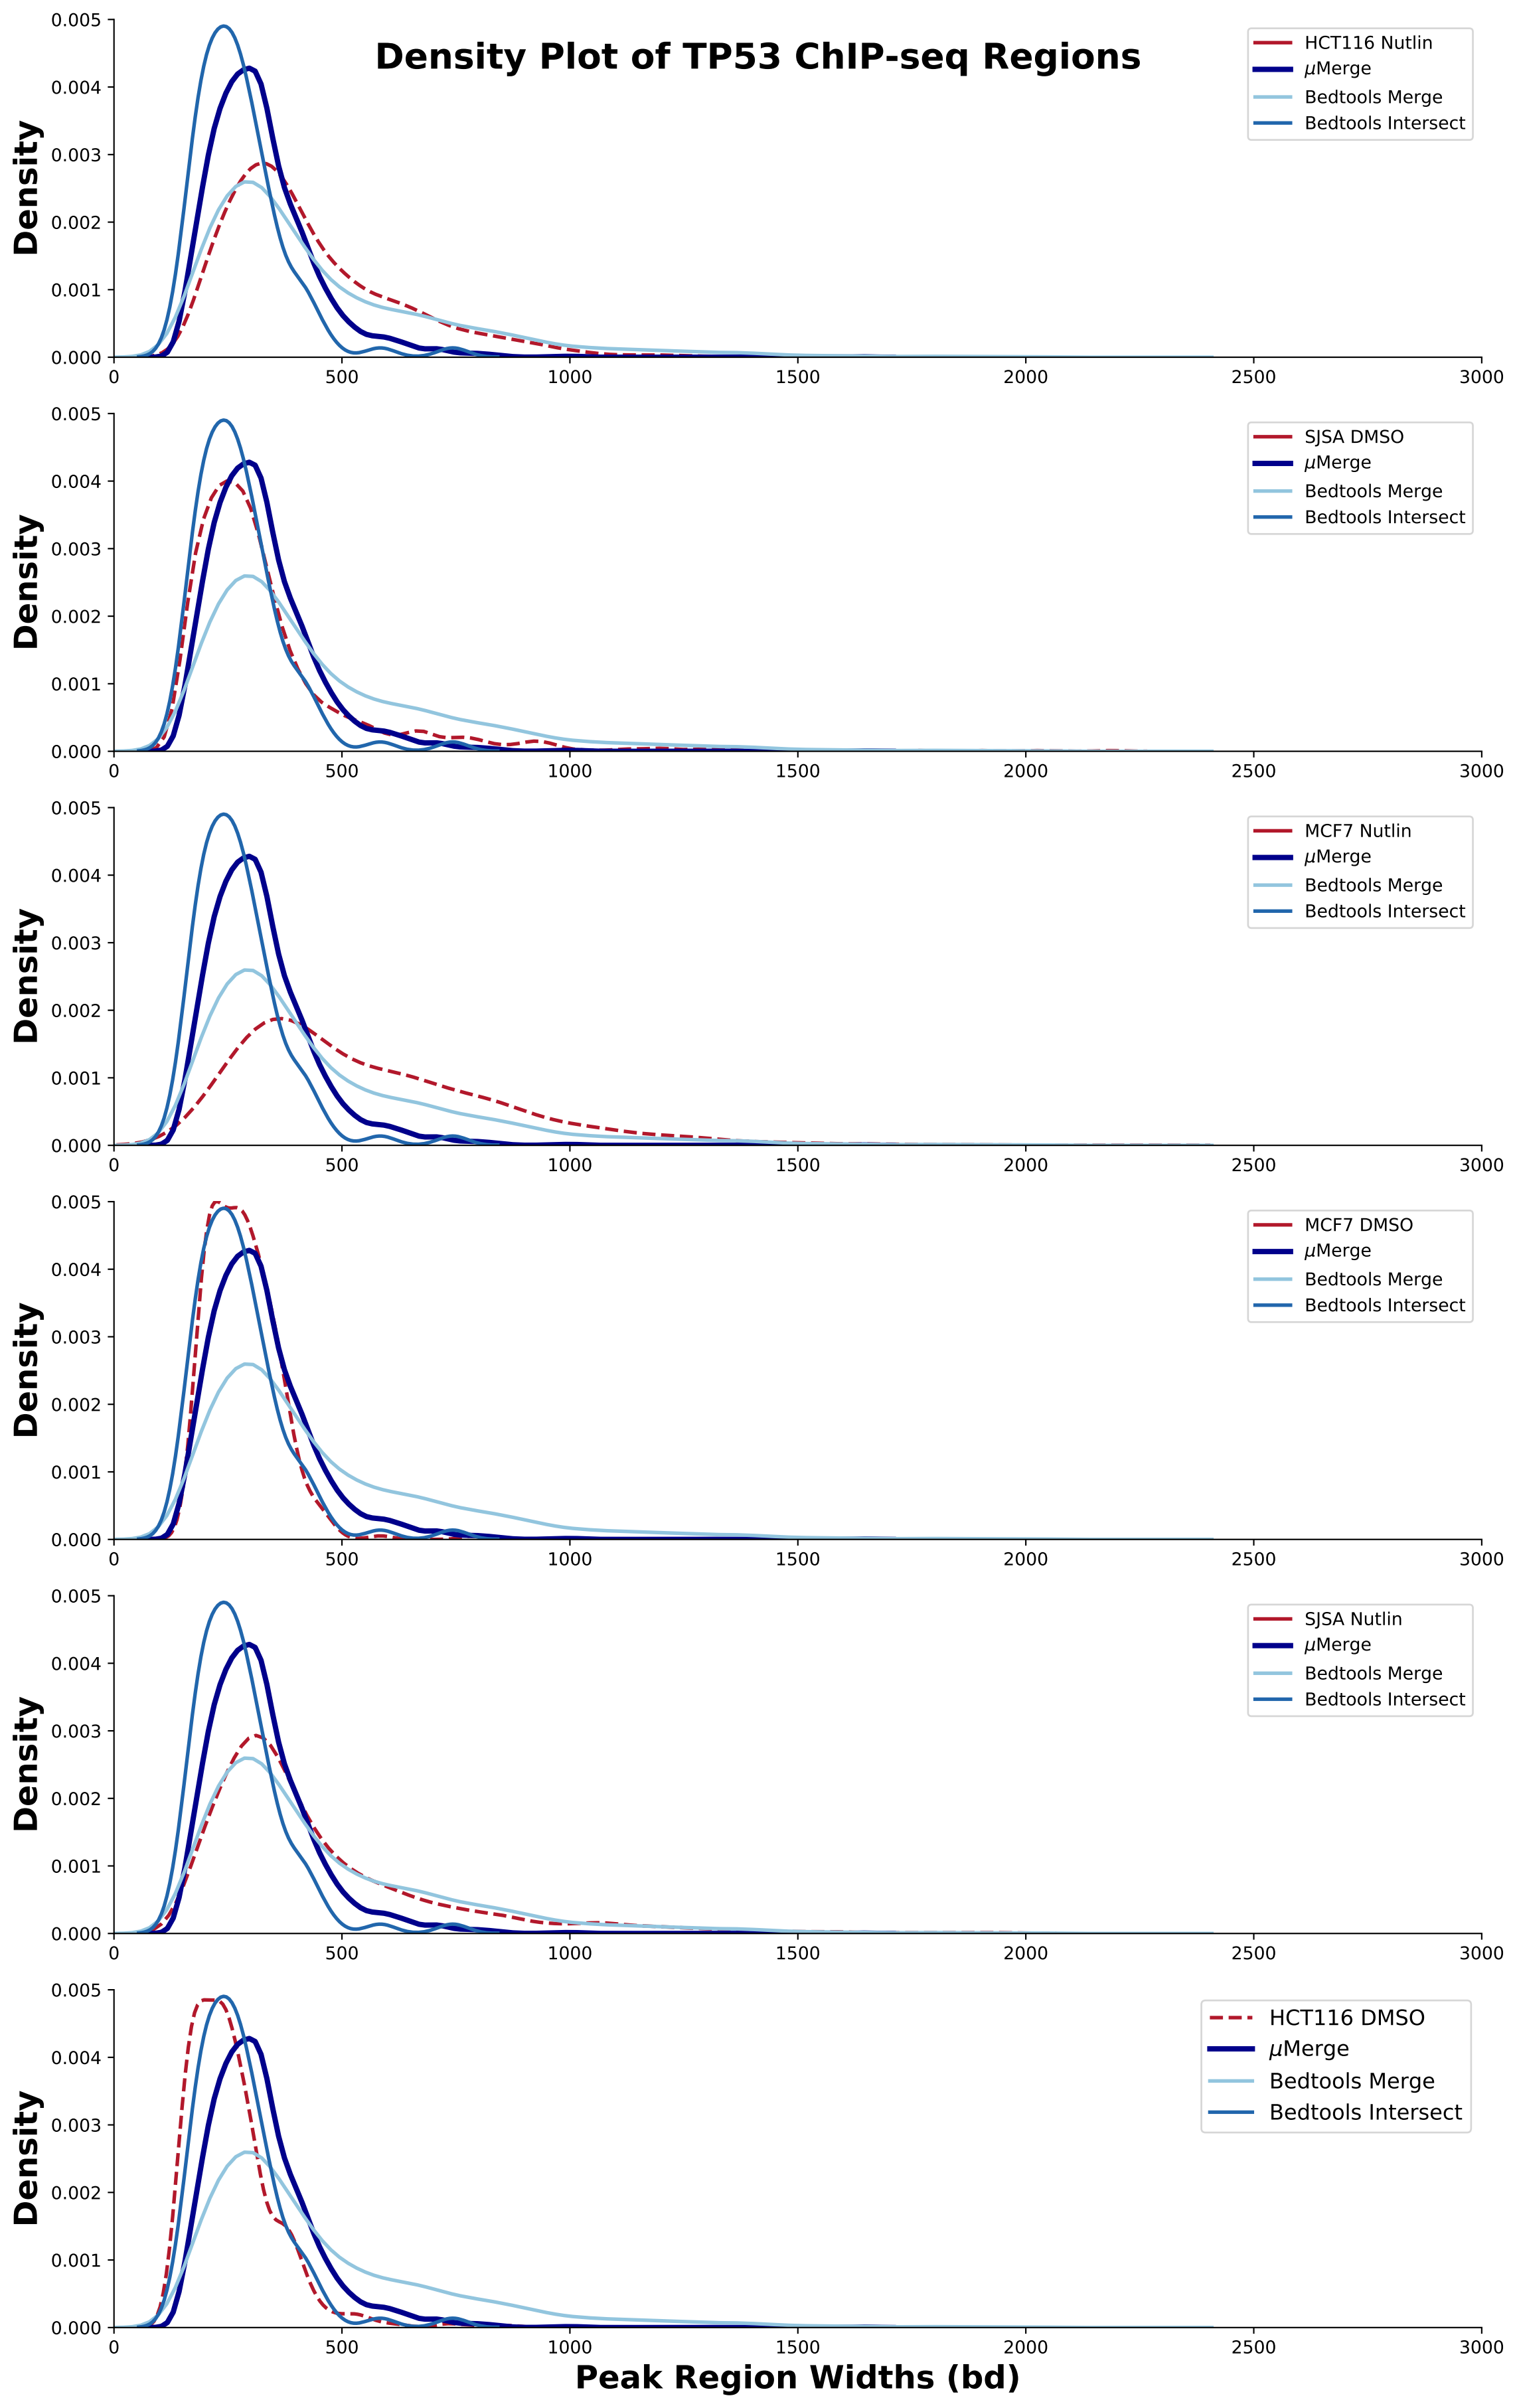 Density Plot of TP53 ChIP-seq Regions
0.005
0.004
0.003
0.002
0.001
0.000
Density
HCT116 Nutlin
μMerge
Bedtools Merge
Bedtools Intersect
0 500 1000 1500 2000 2500 3000
0.005
0.004
0.003
0.002
0.001
0.000
Density
SJSA DMSO
μMerge
Bedtools Merge
Bedtools Intersect
0 500 1000 1500 2000 2500 3000
0.005
0.004
0.003
0.002
0.001
0.000
Density
MCF7 Nutlin
μMerge
Bedtools Merge
Bedtools Intersect
0 500 1000 1500 2000 2500 3000
0.005
0.004
0.003
0.002
0.001
0.000
Density
MCF7 DMSO
μMerge
Bedtools Merge
Bedtools Intersect
0 500 1000 1500 2000 2500 3000
0.005
0.004
0.003
0.002
0.001
0.000
Density
SJSA Nutlin
μMerge
Bedtools Merge
Bedtools Intersect
0 500 1000 1500 2000 2500 3000
0.005
0.004
0.003
0.002
0.001
0.000
Density
HCT116 DMSO
μMerge
Bedtools Merge
Bedtools Intersect
0 500 1000 1500 2000 2500 3000
Peak Region Widths (bd)